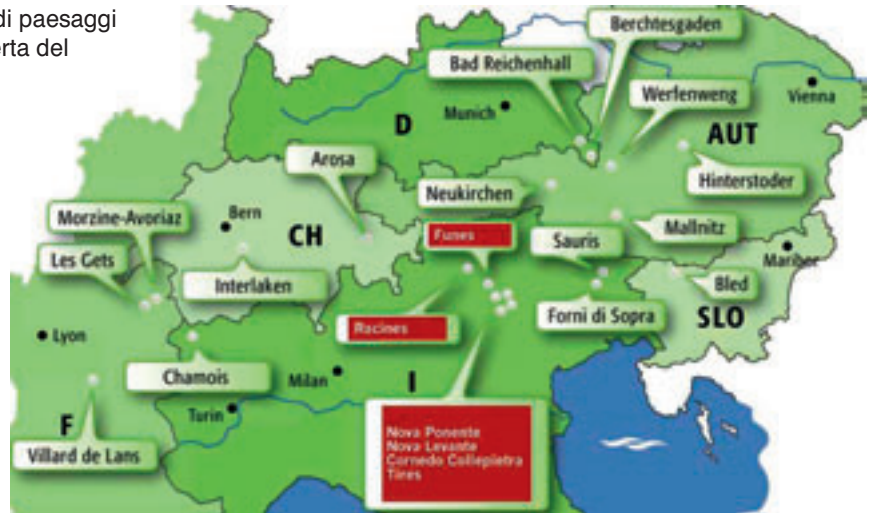 di paesaggi
erta del
Berchtesgaden
Bad Reichenhall
Werfenweng
Vienna
Munich
D
AUT
Arosa
Neukirchen
Hinterstoder
Morzine-Avoriaz
Bern
CH
Funes
Sauris
Mallnitz
Maribor
Les Gets
Interlaken
Bled
Racines
Forni di Sopra
SLO
Lyon
Chamois
Milan
I
Turin
F
Villard de Lans
Nova Ponente
Nova Levante
Cornedo Collepietra
Tires